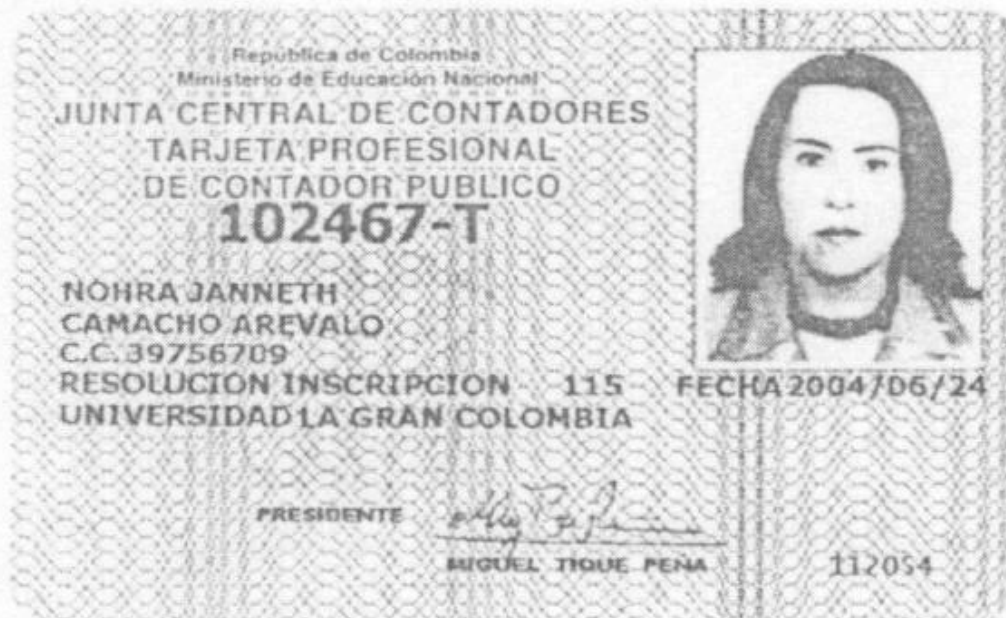 República de Colombia
Ministerio de Educación Nacional
JUNTA CENTRAL DE CONTADORES
TARJETA PROFESIONAL
DE CONTADOR PUBLICO
102467-T
NOHRA JANNETH
CAMACHO AREVALO
C.C. 39756709
RESOLUCION INSCRIPCION 115 FECHA 2004/06/24
UNIVERSIDAD LA GRAN COLOMBIA
PRESIDENTE
MIGUEL TIQUE PEÑA
112054